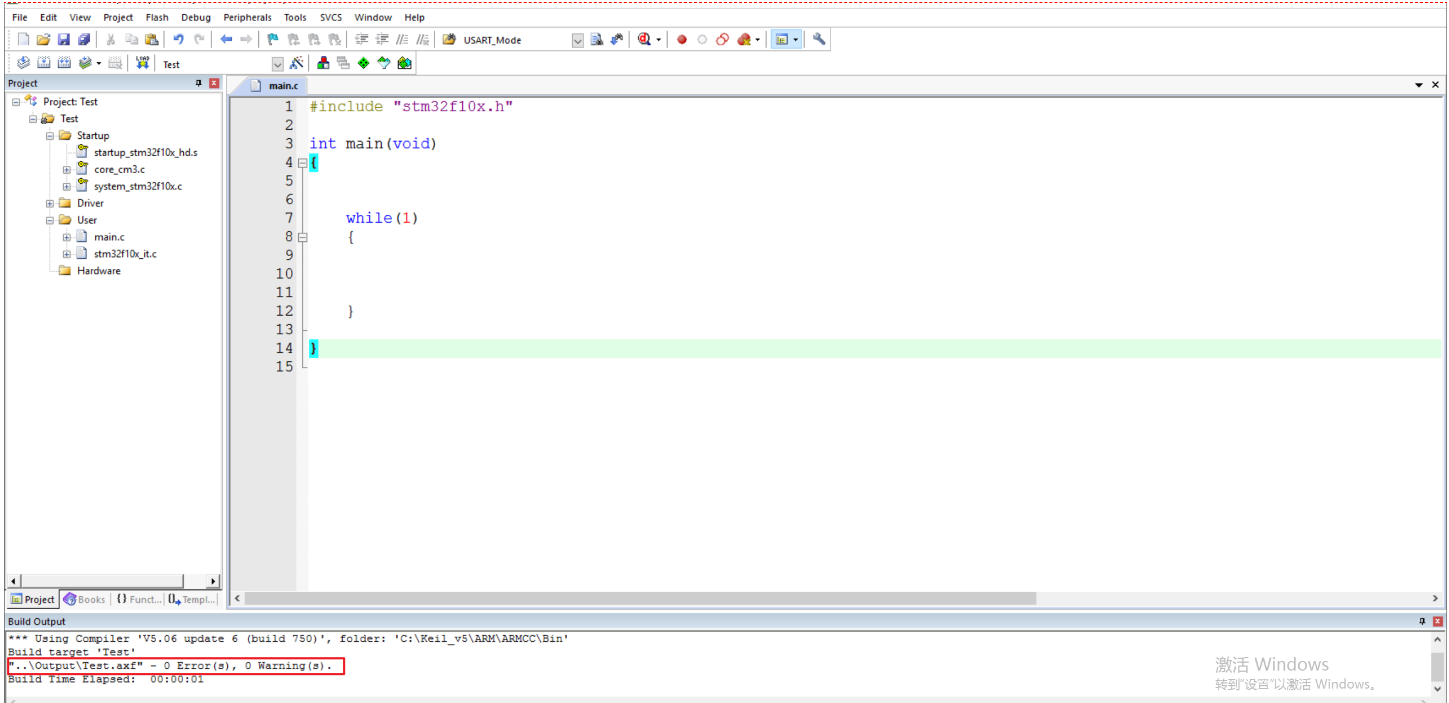 File Edit View Project Flash Debug Peripherals Tools SVCS Window Help
USART_Mode
LOAD Test
Project
Project: Test
Test
Startup
startup_stm32f10x_hd.s
core_cm3.c
system_stm32f10x.c
Driver
User
main.c
stm32f10x_it.c
Hardware
Project Books {} Funct... Templ...
main.c
1 #include "stm32f10x.h"
2
3 int main(void)
4 {
5
6
7 while(1)
8 {
9
10
11
12 }
13
14 }
15
Build Output
*** Using Compiler 'V5.06 update 6 (build 750)', folder: 'C:\Keil_v5\ARM\ARMCC\Bin'
Build target 'Test'
"..\Output\Test.axf" - 0 Error(s), 0 Warning(s).
Build Time Elapsed: 00:00:01
激活 Windows
转到"设置"以激活 Windows。